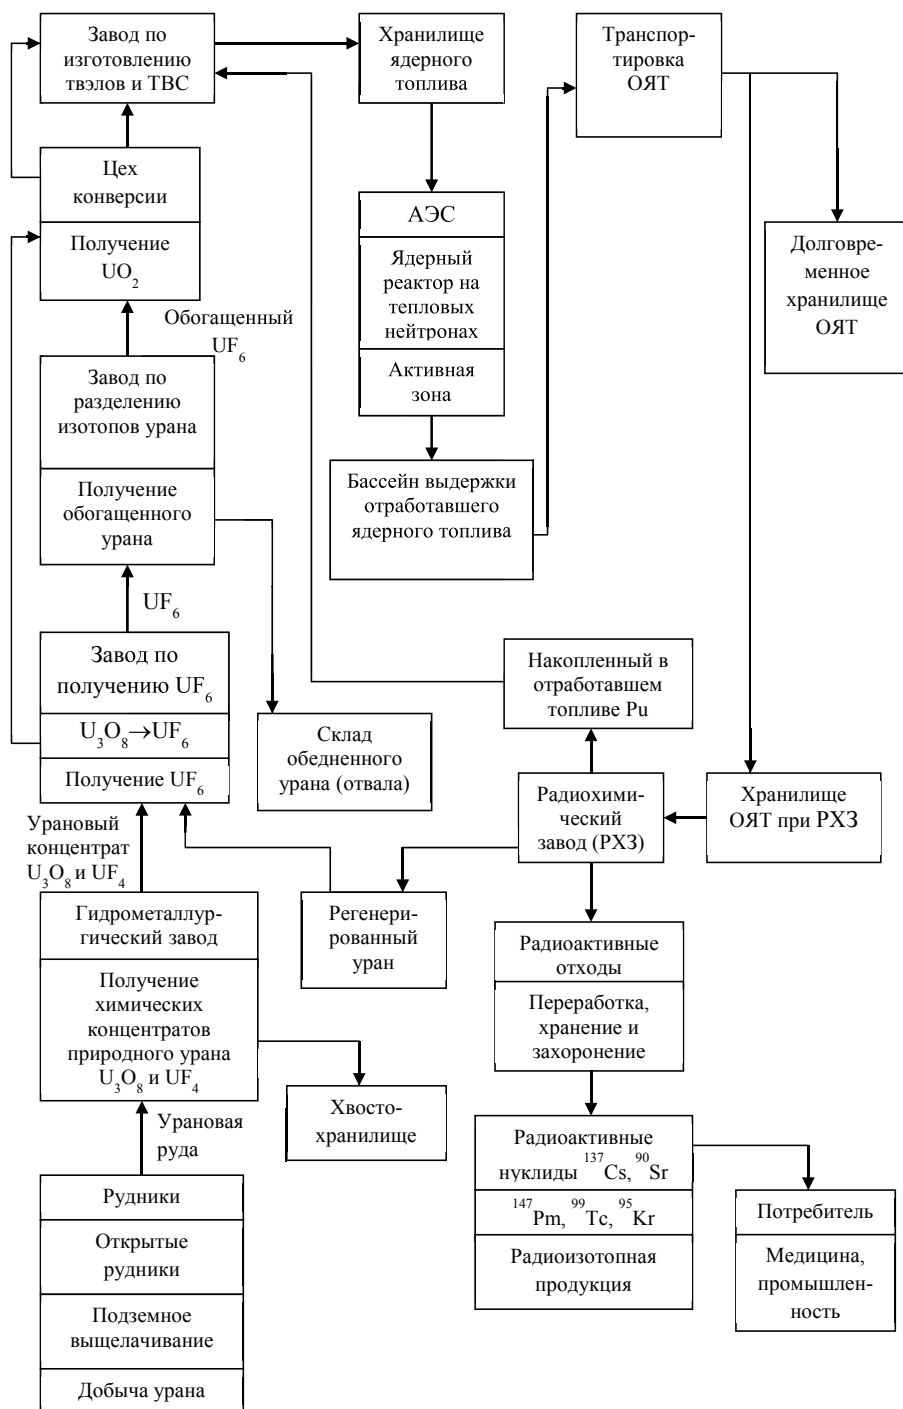 Завод по
изготовлению
твэлов и ТВС
Хранилище
ядерного
топлива
Транспор-
тировка
ОЯТ
Цех
конверсии
Получение
UO₂
Обогащенный
UF₆
АЭС
Ядерный
реактор на
тепловых
нейтронах
Активная
зона
Долговре-
менное
хранилище
ОЯТ
Завод по
разделению
изотопов урана
Получение
обогащенного
урана
Бассейн выдержки
отработавшего
ядерного топлива
UF₆
Завод по
получению UF₆
U₃O₈→UF₆
Получение UF₆
Склад
обедненного
урана (отвала)
Накопленный в
отработавшем
топливе Pu
Радиохими-
ческий
завод (РХЗ)
Хранилище
ОЯТ при РХЗ
Урановый
концентрат
U₃O₈ и UF₄
Гидрометаллур-
гический завод
Получение
химических
концентратов
природного урана
U₃O₈ и UF₄
Регенери-
рованный
уран
Радиоактивные
отходы
Переработка,
хранение и
захоронение
Хвосто-
хранилище
Урановая
руда
Рудники
Открытые
рудники
Подземное
выщелачивание
Добыча урана
Радиоактивные
нуклиды ¹³⁷Cs, ⁹⁰Sr
¹⁴⁷Pm, ⁹⁹Tc, ⁹⁵Kr
Радиоизотопная
продукция
Потребитель
Медицина,
промышлен-
ность